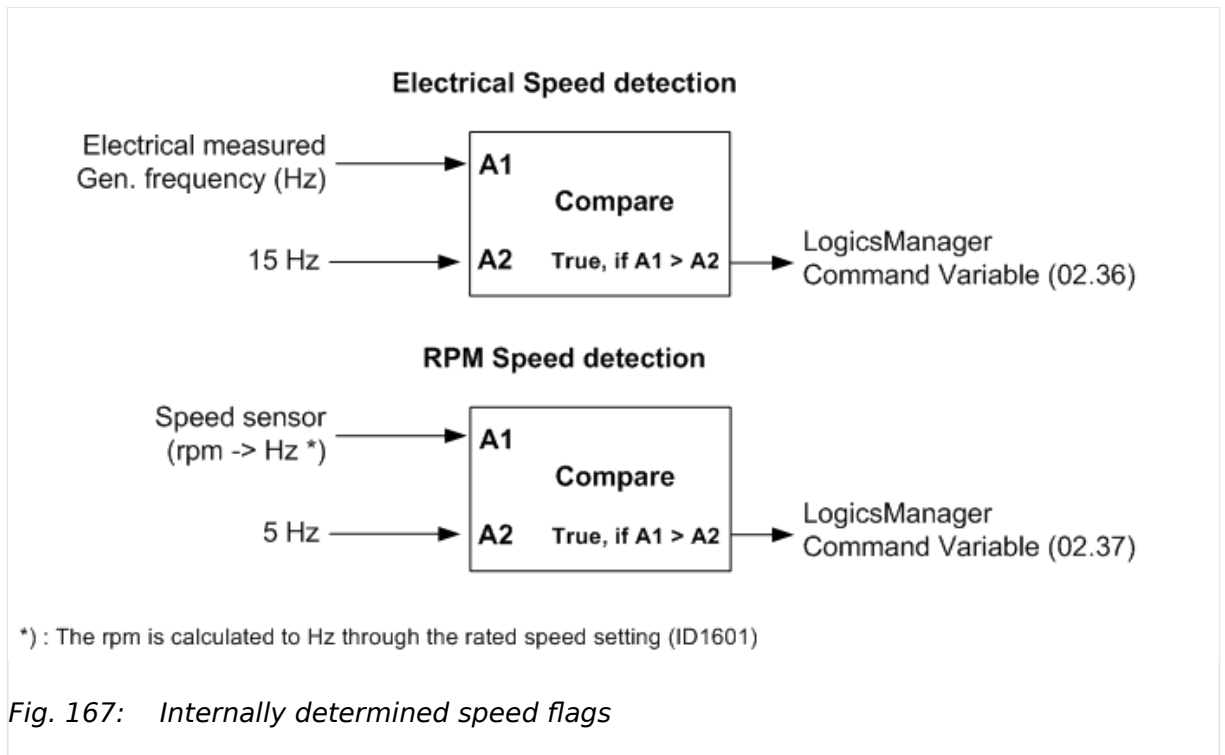 Electrical Speed detection
Electrical measured
Gen. frequency (Hz)
A1
Compare
15 Hz
A2 True, if A1 > A2
LogicsManager
Command Variable (02.36)
RPM Speed detection
Speed sensor
(rpm -> Hz *)
A1
Compare
5 Hz
A2 True, if A1 > A2
LogicsManager
Command Variable (02.37)
*) : The rpm is calculated to Hz through the rated speed setting (ID1601)
Fig. 167: Internally determined speed flags